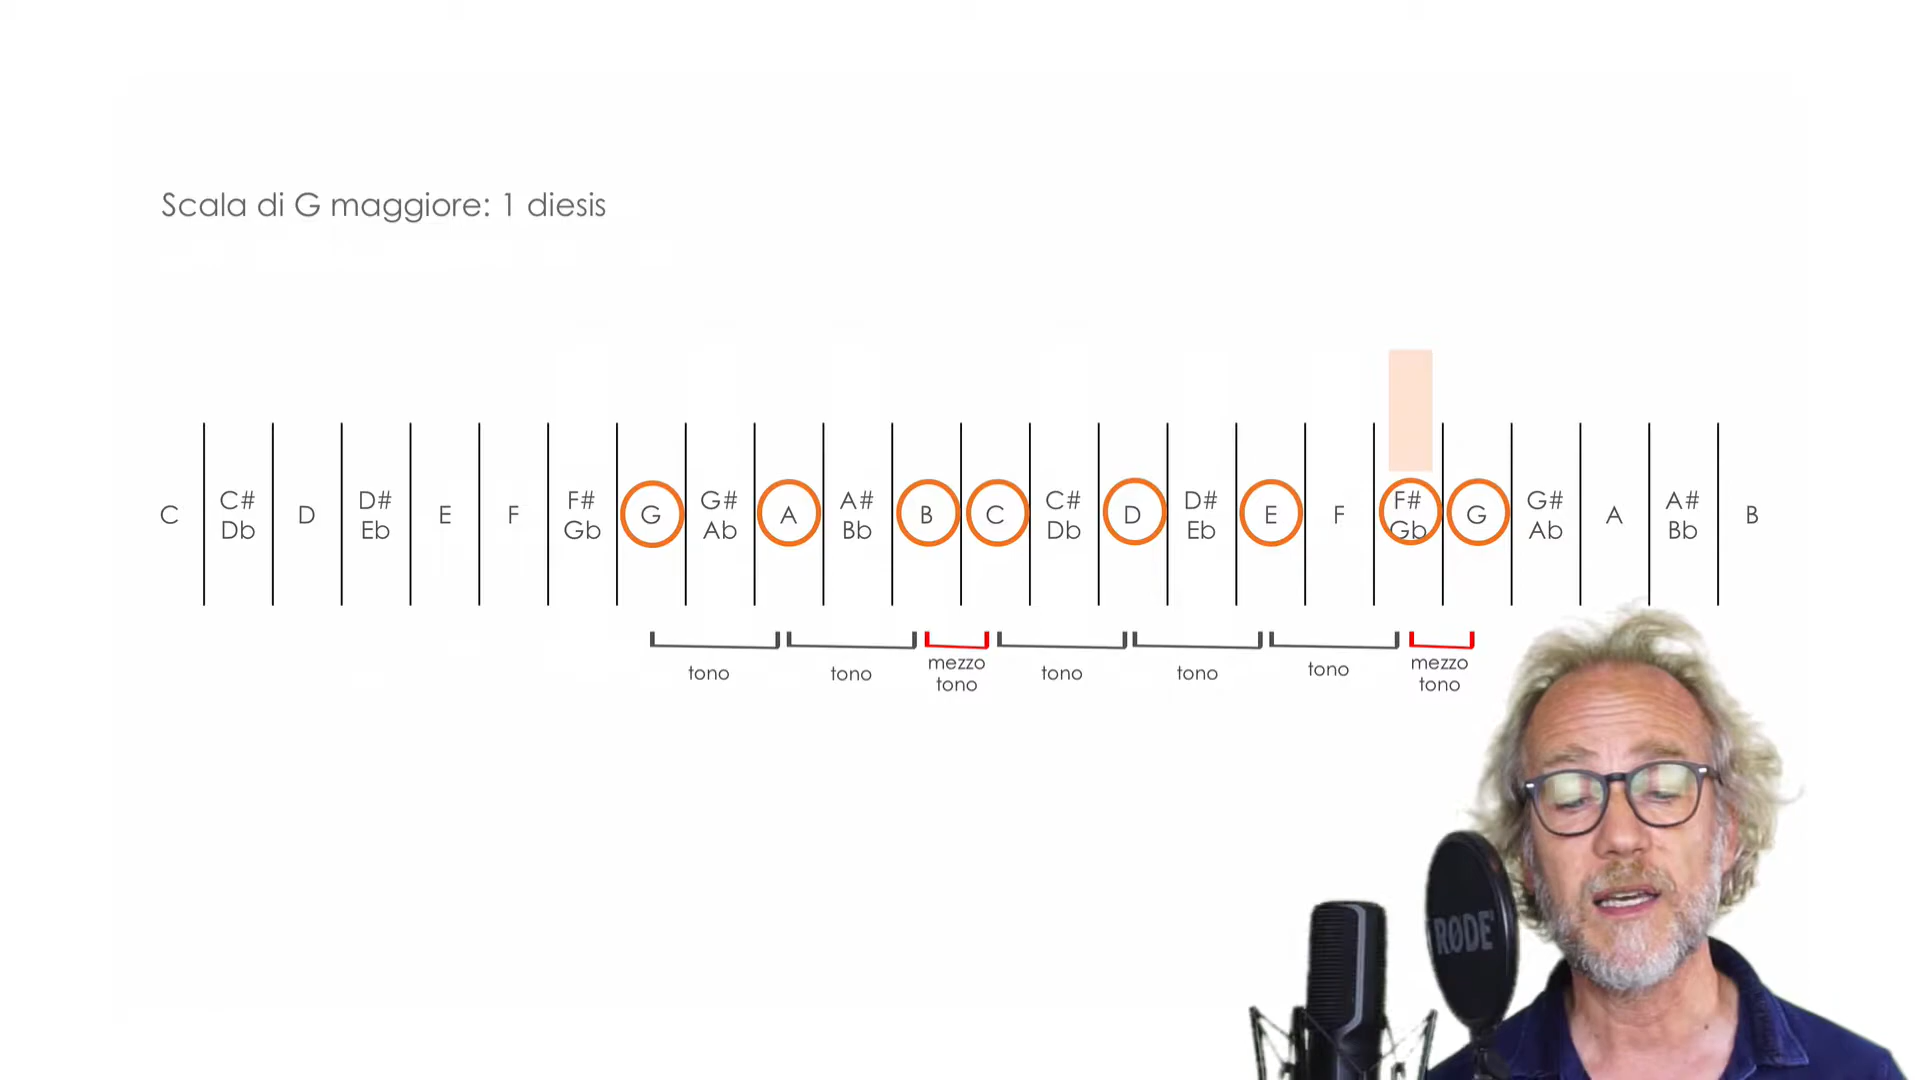 Scala di G maggiore: 1 diesis
C C# D D# E F F# G G# A A# B C C# D D# E F F# G G# A A# B
Db Eb Gb Ab Bb Db Eb Gb Ab Bb
tono tono mezzo tono tono tono mezzo
tono tono
RØDE